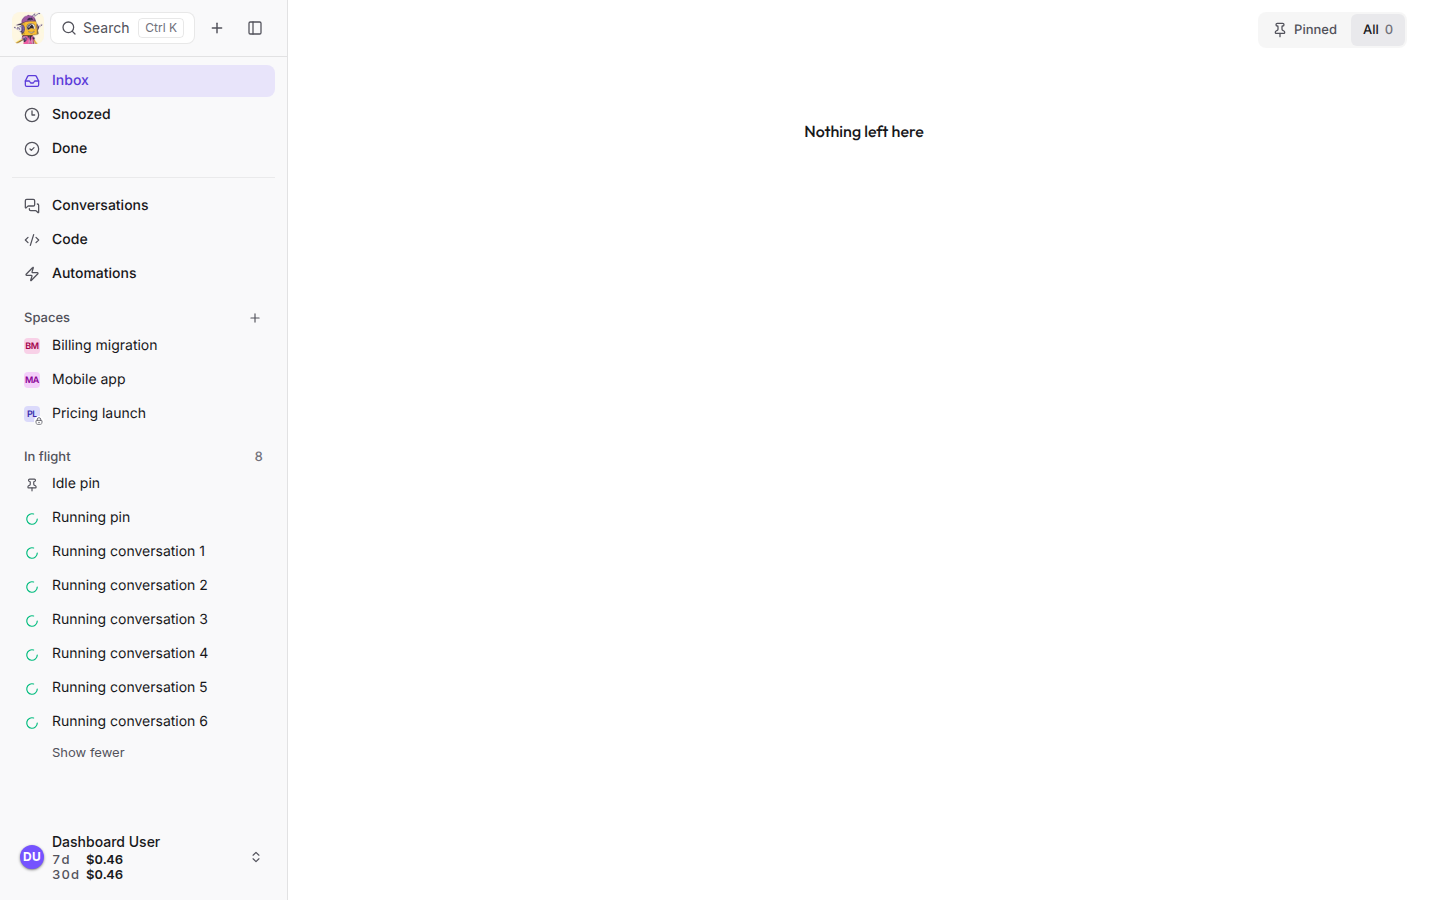 Search Ctrl K
Pinned All 0
Inbox
Snoozed
Done
Conversations
Code
Automations
Spaces
BM Billing migration
MA Mobile app
PL Pricing launch
In flight 8
Idle pin
Running pin
Running conversation 1
Running conversation 2
Running conversation 3
Running conversation 4
Running conversation 5
Running conversation 6
Show fewer
DU Dashboard User
7d $0.46
30d $0.46
Nothing left here